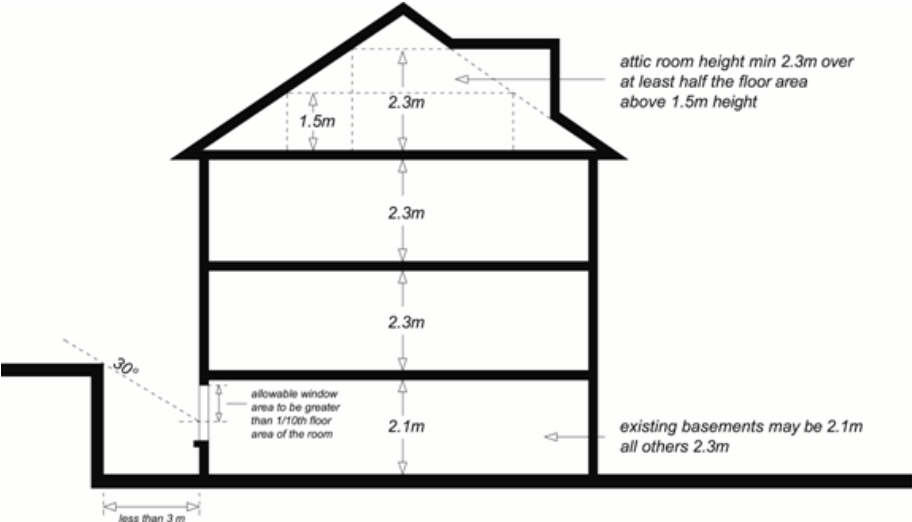 attic room height min 2.3m over
at least half the floor area
above 1.5m height
2.3m
1.5m
2.3m
2.3m
30°
allowable window
area to be greater
than 1/10th floor
area of the room
2.1m
existing basements may be 2.1m
all others 2.3m
less than 3 m